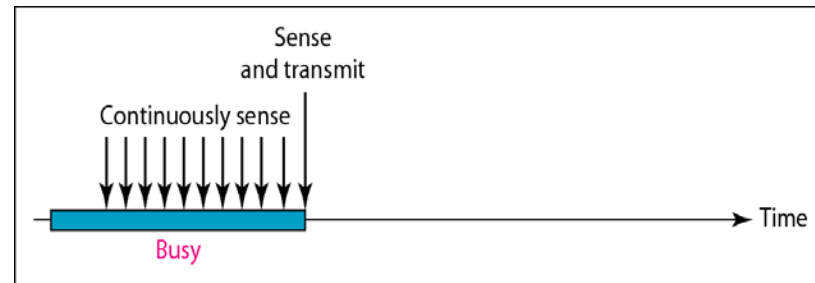 Sense
and transmit
Continuously sense
Time
Busy